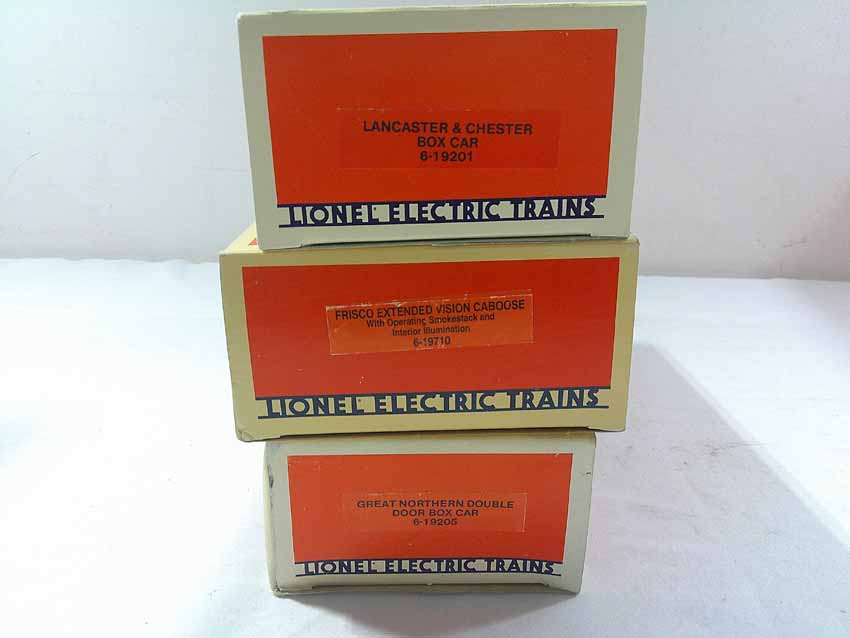 LANCASTER & CHESTER
BOX CAR
6-19201
LIONEL ELECTRIC TRAINS
FRISCO EXTENDED VISION CABOOSE
With Operating Smokestack and
Interior Illumination
6-19710
LIONEL ELECTRIC TRAINS
GREAT NORTHERN DOUBLE
DOOR BOX CAR
6-19205
LIONEL ELECTRIC TRAINS